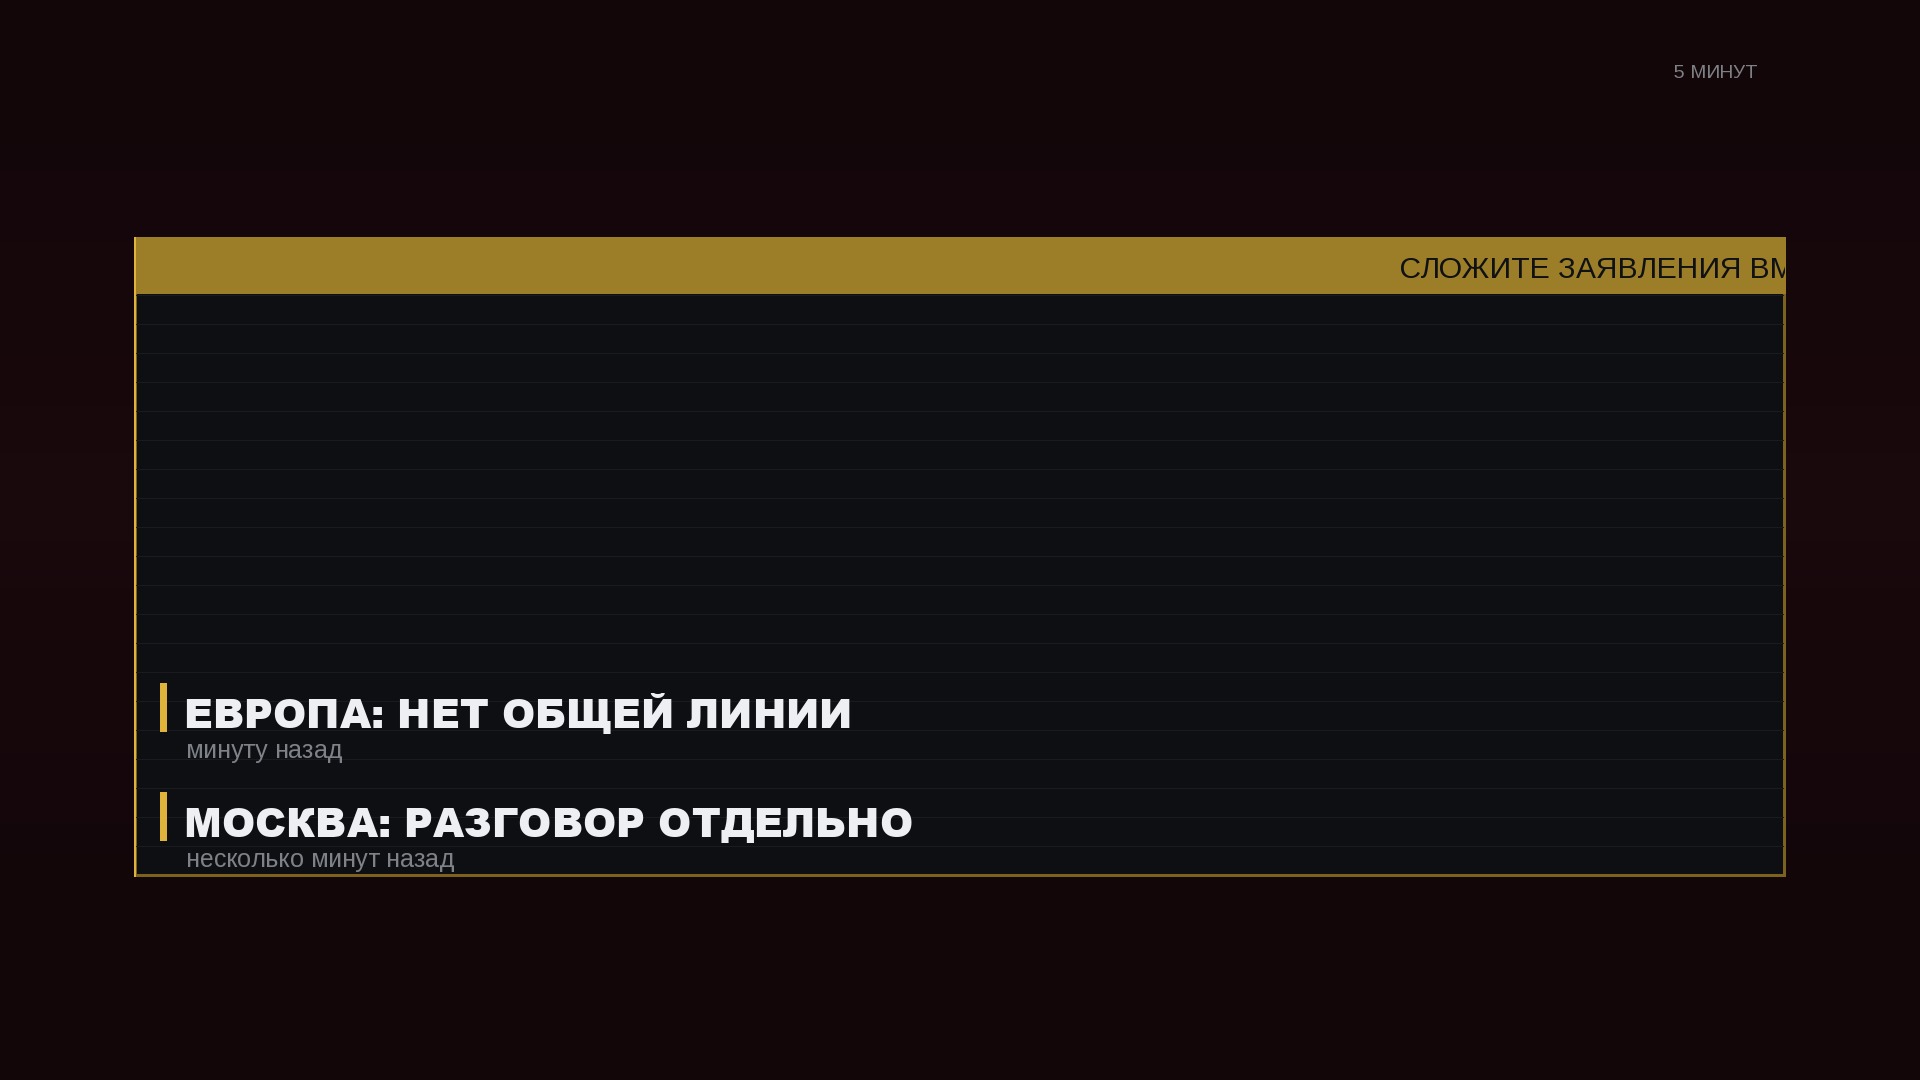 5 МИНУТ
СЛОЖИТЕ ЗАЯВЛЕНИЯ
ЕВРОПА: НЕТ ОБЩЕЙ ЛИНИИ
минуту назад
МОСКВА: РАЗГОВОР ОТДЕЛЬНО
несколько минут назад